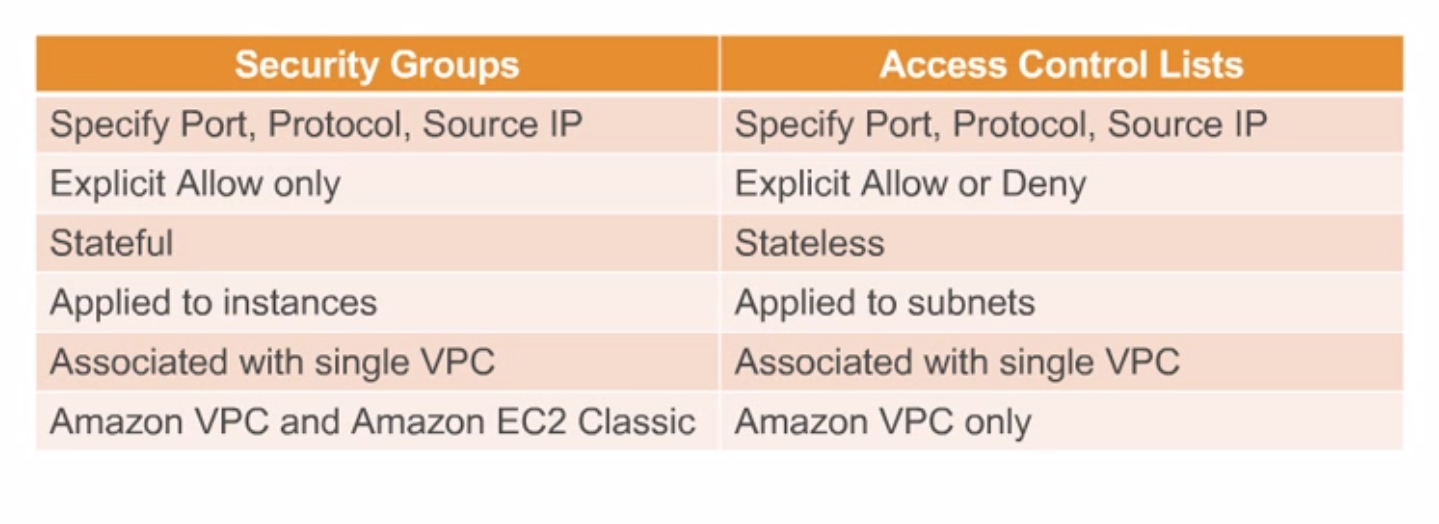 Security Groups Access Control Lists
Specify Port, Protocol, Source IP Specify Port, Protocol, Source IP
Explicit Allow only Explicit Allow or Deny
Stateful Stateless
Applied to instances Applied to subnets
Associated with single VPC Associated with single VPC
Amazon VPC and Amazon EC2 Classic Amazon VPC only